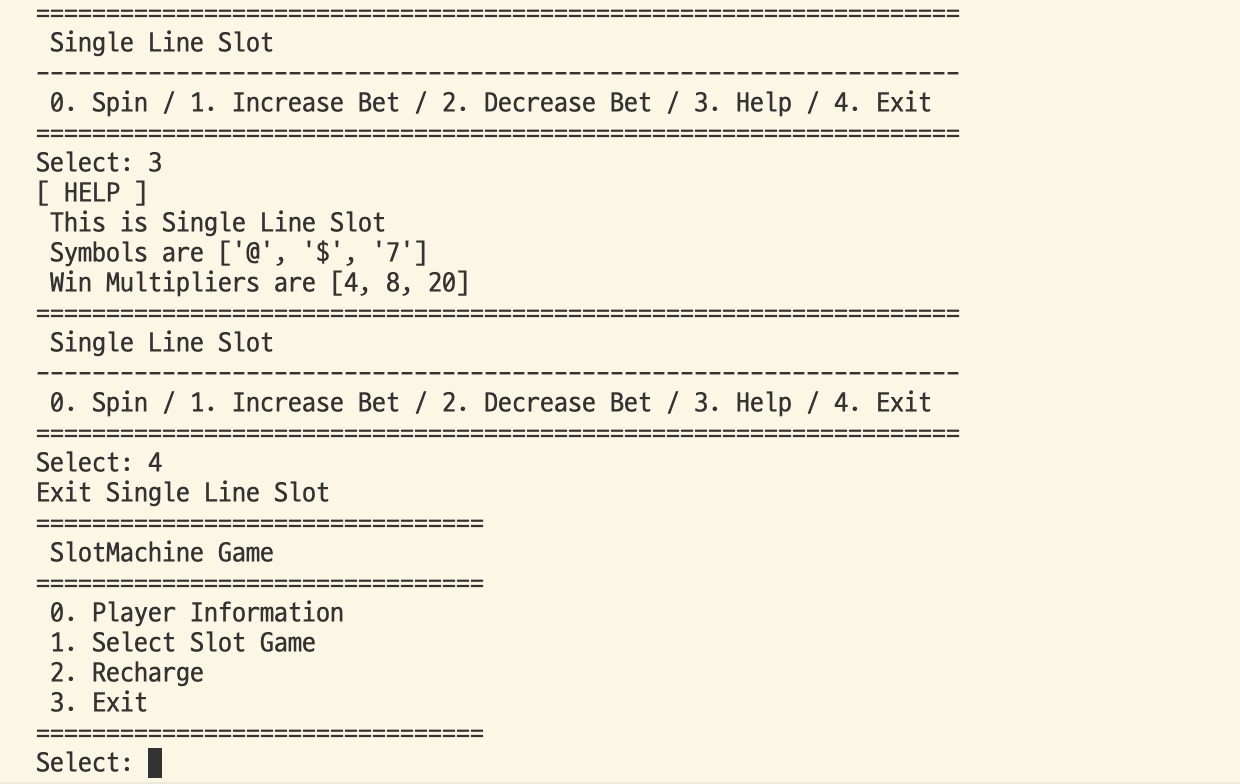 ==================================================================
 Single Line Slot
------------------------------------------------------------------
 0. Spin / 1. Increase Bet / 2. Decrease Bet / 3. Help / 4. Exit
==================================================================
Select: 3
[ HELP ]
 This is Single Line Slot
 Symbols are ['@', '$', '7']
 Win Multipliers are [4, 8, 20]
==================================================================
 Single Line Slot
------------------------------------------------------------------
 0. Spin / 1. Increase Bet / 2. Decrease Bet / 3. Help / 4. Exit
==================================================================
Select: 4
Exit Single Line Slot
================================
 SlotMachine Game
================================
 0. Player Information
 1. Select Slot Game
 2. Recharge
 3. Exit
================================
Select: